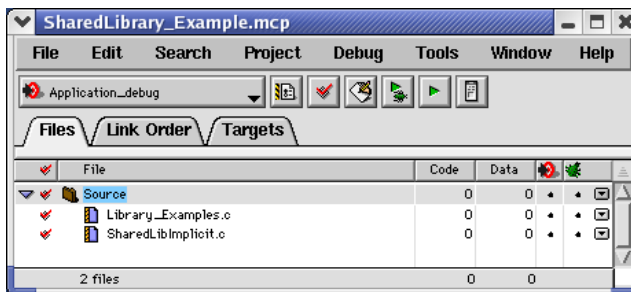 SharedLibrary_Example.mcp
File Edit Search Project Debug Tools Window Help
Application_debug
Files Link Order Targets
File Code Data
Source 0 0
Library_Examples.c 0 0
SharedLibImplicit.c 0 0
2 files 0 0